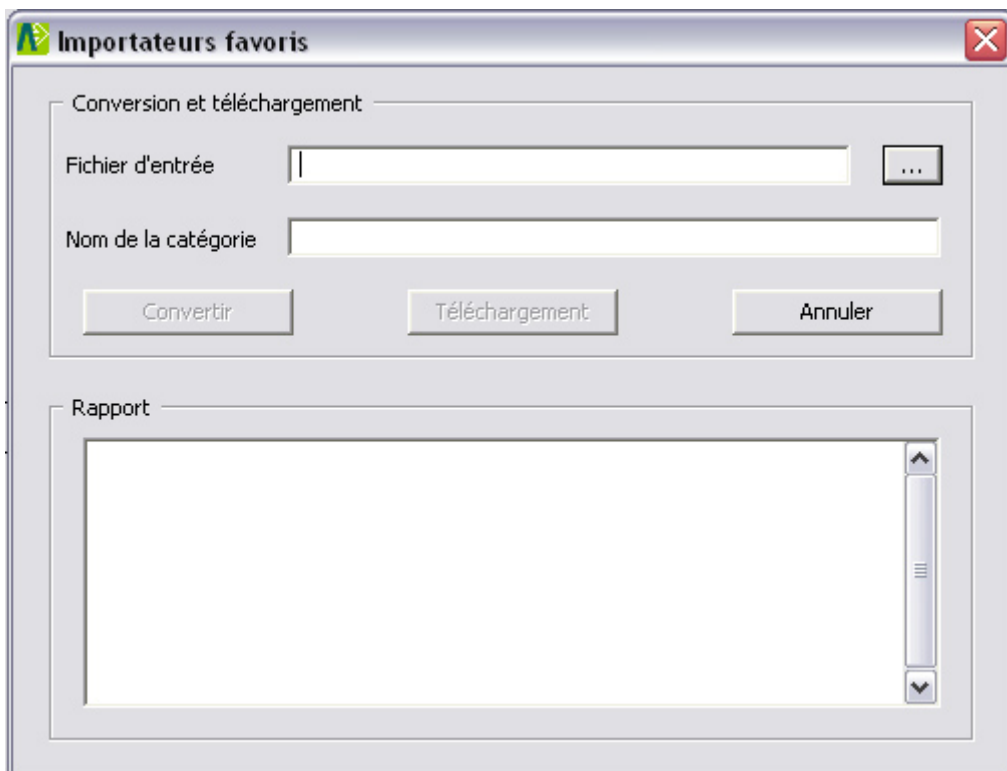 Importateurs favoris
Conversion et téléchargement
Fichier d'entrée
...
Nom de la catégorie
Convertir Téléchargement Annuler
Rapport